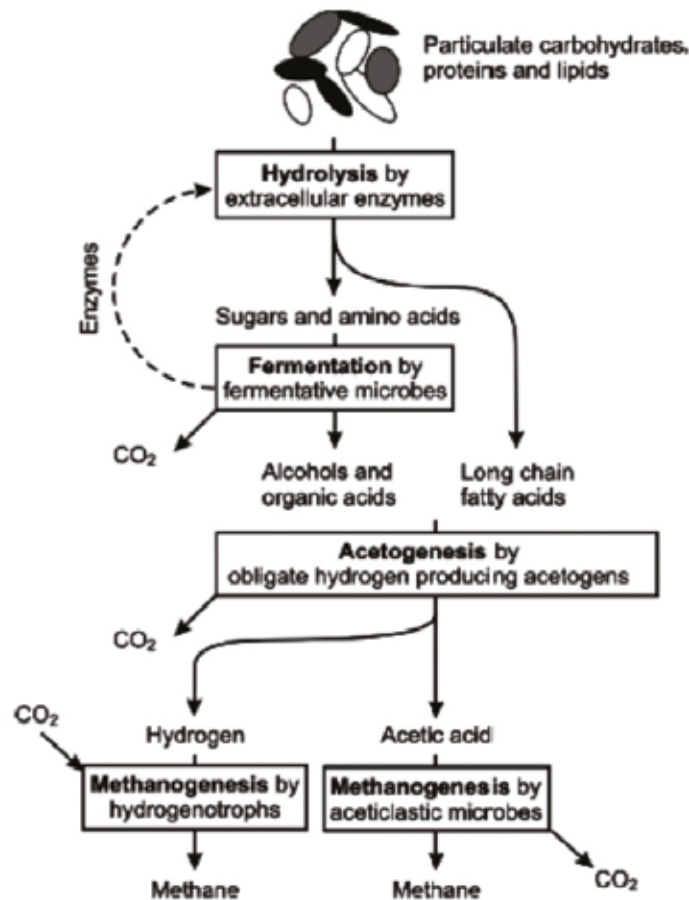 Particulate carbohydrates,
proteins and lipids
Hydrolysis by
extracellular enzymes
Enzymes
Sugars and amino acids
Fermentation by
fermentative microbes
CO₂
Alcohols and
organic acids
Long chain
fatty acids
Acetogenesis by
obligate hydrogen producing acetogens
CO₂
CO₂
Hydrogen
Acetic acid
Methanogenesis by
hydrogenotrophs
Methanogenesis by
aceticlastic microbes
CO₂
Methane
Methane